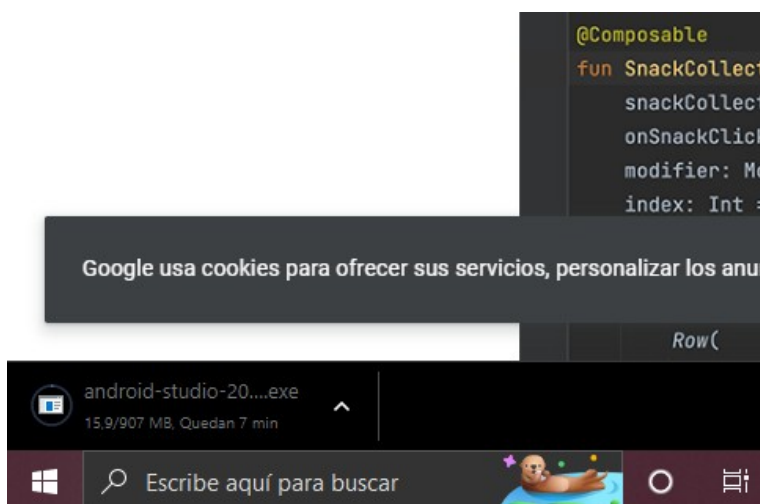 @Composable
fun SnackCollect
snackCollect
onSnackClick
modifier: Mo
index: Int =
Google usa cookies para ofrecer sus servicios, personalizar los anu
Row(
android-studio-20....exe
15,9/907 MB, Quedan 7 min
Escribe aquí para buscar